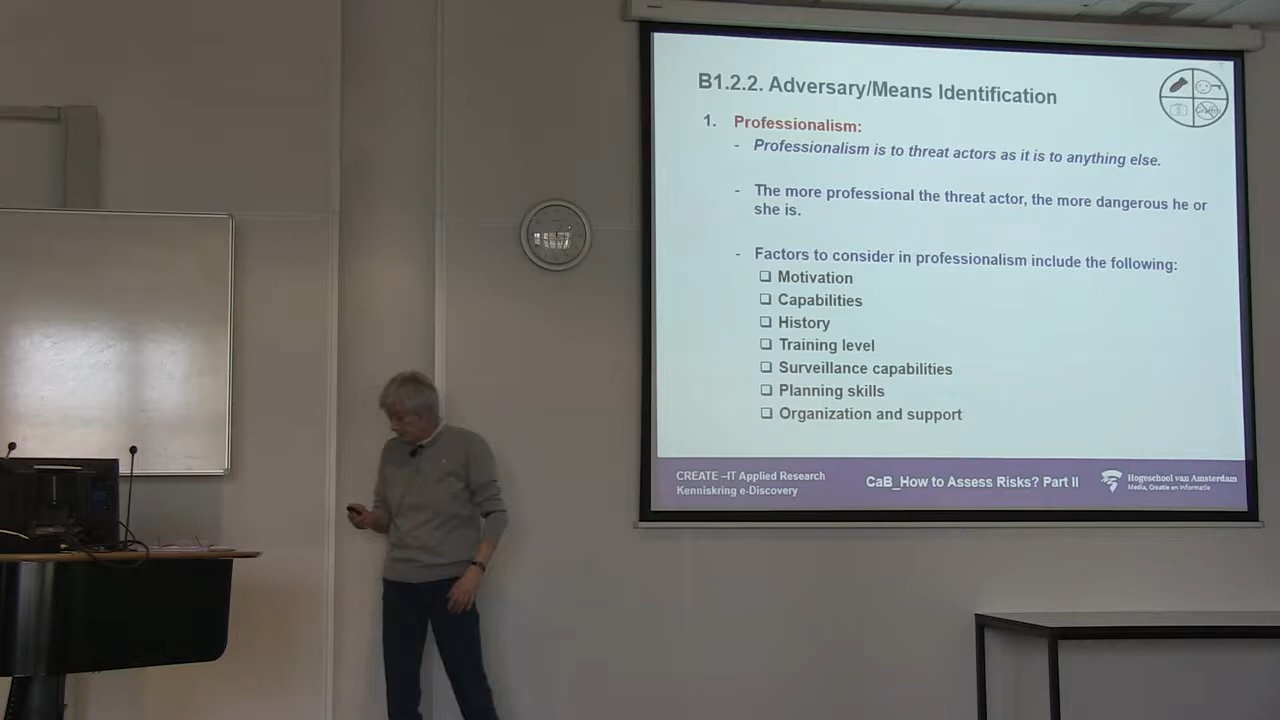 B1.2.2. Adversary/Means Identification
1. Professionalism:
- Professionalism is to threat actors as it is to anything else.
- The more professional the threat actor, the more dangerous he or
she is.
- Factors to consider in professionalism include the following:
❑ Motivation
❑ Capabilities
❑ History
❑ Training level
❑ Surveillance capabilities
❑ Planning skills
❑ Organization and support
CREATE –IT Applied Research
Kenniskring e-Discovery
CaB_How to Assess Risks? Part II
Hogeschool van Amsterdam
Media, Creatie en Informatie